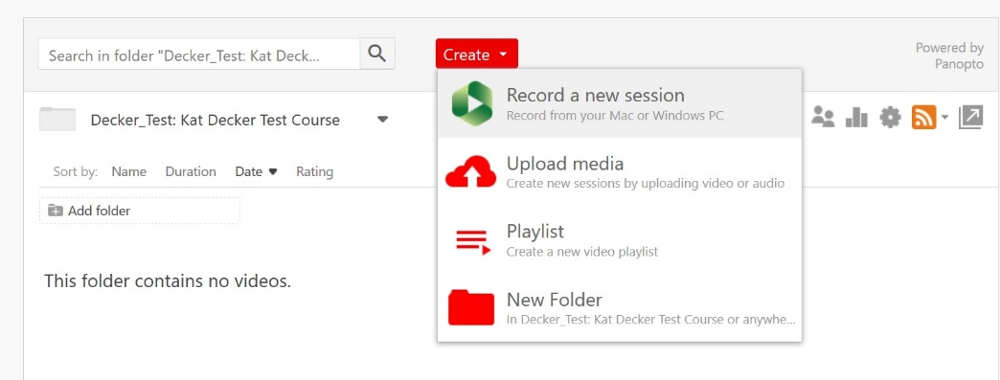 Search in folder "Decker_Test: Kat Deck...
Create
Powered by
Panopto
Record a new session
Record from your Mac or Windows PC
Decker_Test: Kat Decker Test Course
Upload media
Create new sessions by uploading video or audio
Sort by: Name Duration Date Rating
Add folder
Playlist
Create a new video playlist
This folder contains no videos.
New Folder
In Decker_Test: Kat Decker Test Course or anywhe...